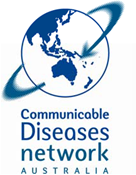 Communicable
Diseases
network
AUSTRALIA